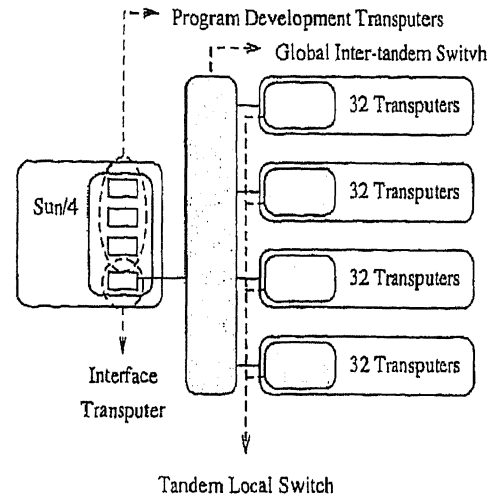 Program Development Transputers
Global Inter-tandem Switvh
32 Transputers
32 Transputers
Sun/4
32 Transputers
32 Transputers
Interface
Transputer
Tandem Local Switch